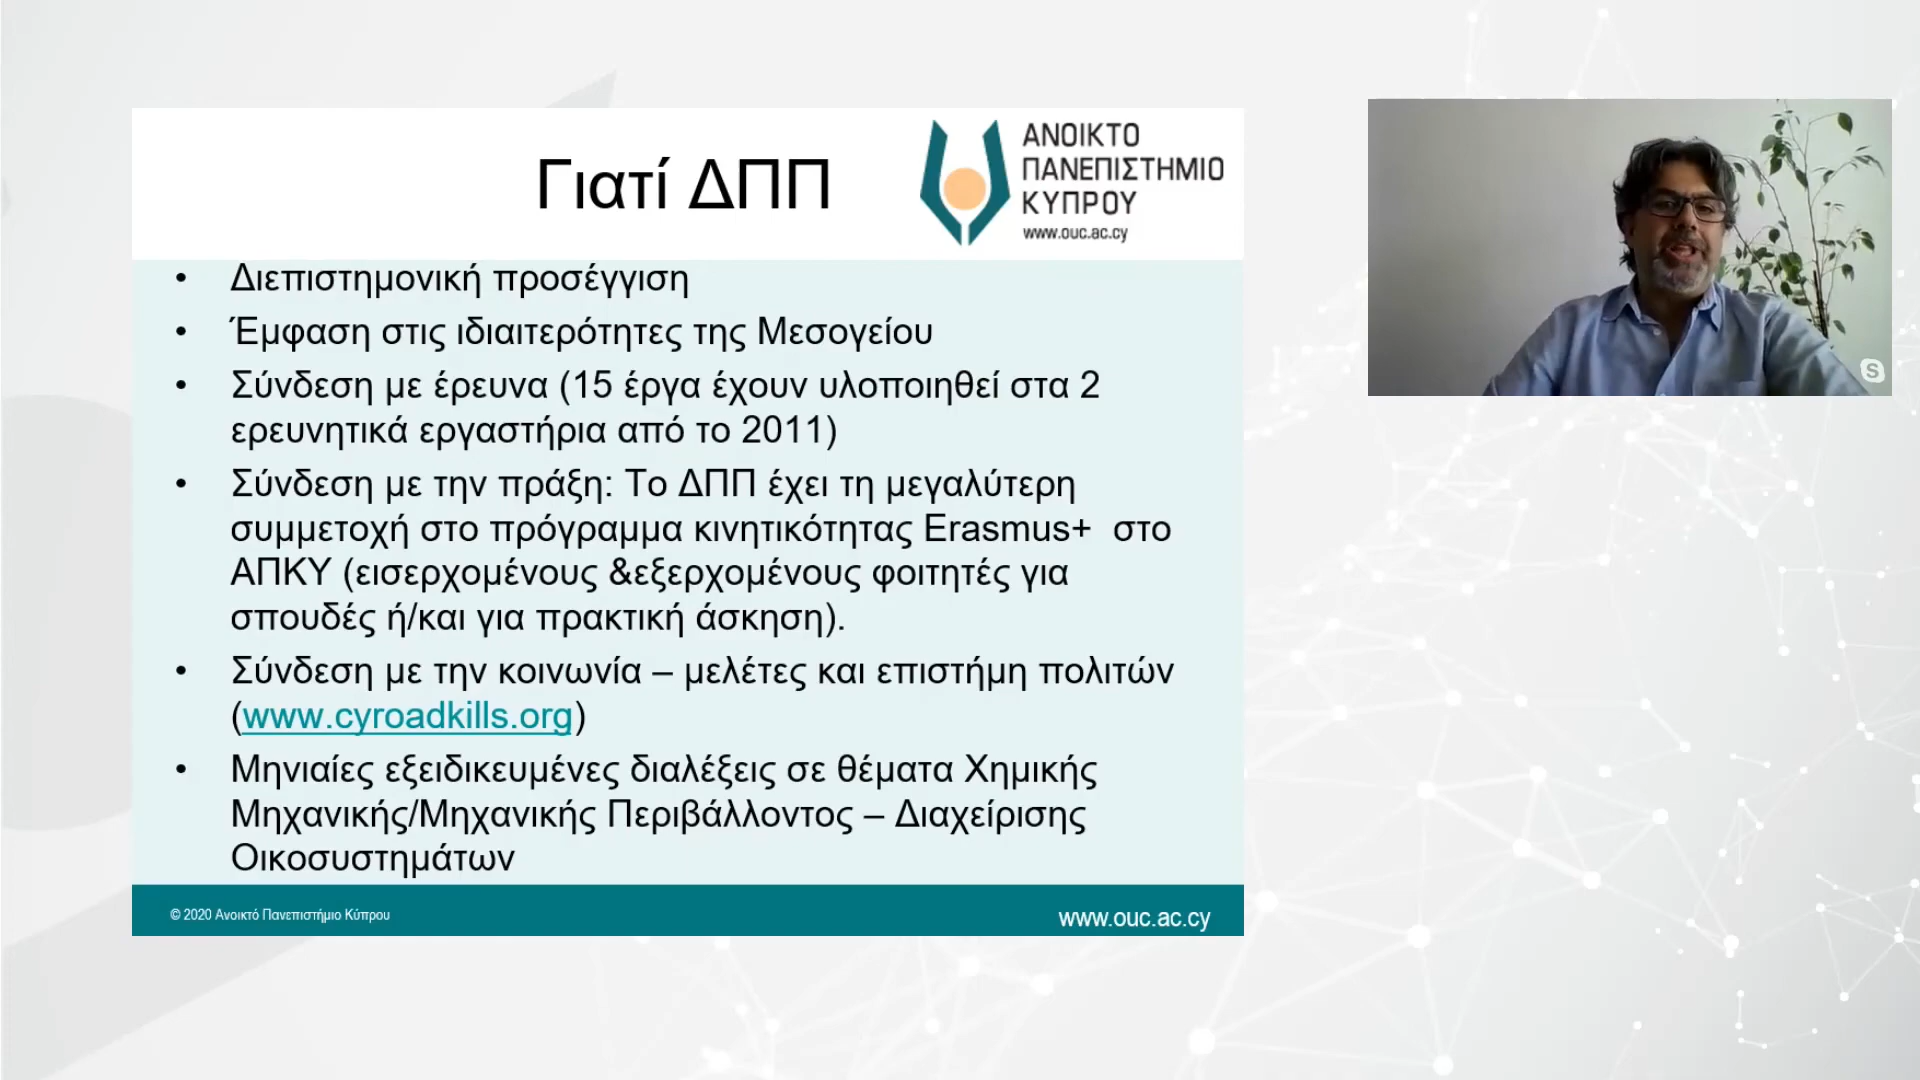 Γιατί ΔΠΠ
ΑΝΟΙΚΤΟ
ΠΑΝΕΠΙΣΤΗΜΙΟ
ΚΥΠΡΟΥ
www.ouc.ac.cy
• Διεπιστημονική προσέγγιση
• Έμφαση στις ιδιαιτερότητες της Μεσογείου
• Σύνδεση με έρευνα (15 έργα έχουν υλοποιηθεί στα 2
ερευνητικά εργαστήρια από το 2011)
• Σύνδεση με την πράξη: Το ΔΠΠ έχει τη μεγαλύτερη
συμμετοχή στο πρόγραμμα κινητικότητας Erasmus+ στο
ΑΠΚΥ (εισερχομένους &εξερχομένους φοιτητές για
σπουδές ή/και για πρακτική άσκηση).
• Σύνδεση με την κοινωνία – μελέτες και επιστήμη πολιτών
(www.cyroadkills.org)
• Μηνιαίες εξειδικευμένες διαλέξεις σε θέματα Χημικής
Μηχανικής/Μηχανικής Περιβάλλοντος – Διαχείρισης
Οικοσυστημάτων
© 2020 Ανοικτό Πανεπιστήμιο Κύπρου
www.ouc.ac.cy
S